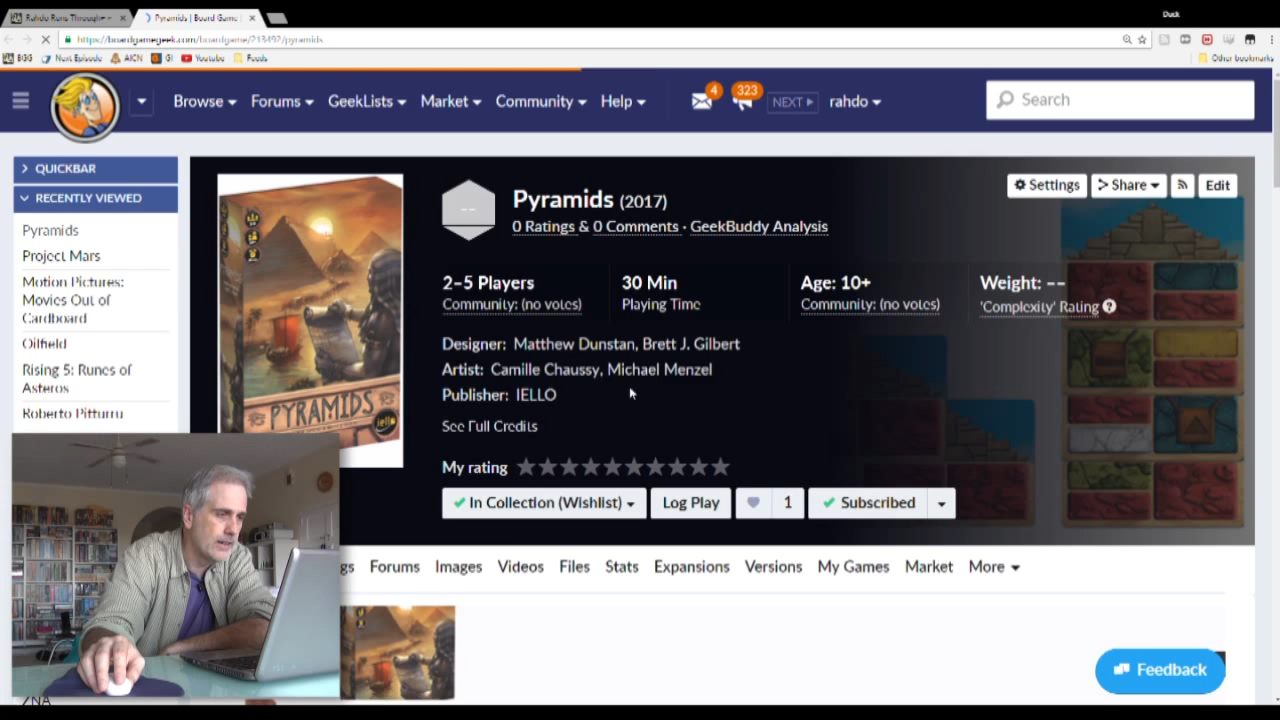 Rahdo Runs Through
Pyramids | Board Game
Duck
https://boardgamegeek.com/boardgame/213492/pyramids
BGG Next Episode AICN GI Youtube Feeds Other bookmarks
Browse Forums GeekLists Market Community Help 4 323 NEXT rahdo Search
QUICKBAR
RECENTLY VIEWED
Pyramids
Project Mars
Motion Pictures:
Movies Out of
Cardboard
Oilfield
Rising 5: Runes of
Asteros
Roberto Pitturru
PYRAMIDS
iello
-- Pyramids (2017)
0 Ratings & 0 Comments · GeekBuddy Analysis
Settings Share Edit
2–5 Players 30 Min Age: 10+ Weight: --
Community: (no votes) Playing Time Community: (no votes) 'Complexity' Rating ?
Designer: Matthew Dunstan, Brett J. Gilbert
Artist: Camille Chaussy, Michael Menzel
Publisher: IELLO
See Full Credits
My rating
In Collection (Wishlist) Log Play 1 Subscribed
gs Forums Images Videos Files Stats Expansions Versions My Games Market More
Feedback